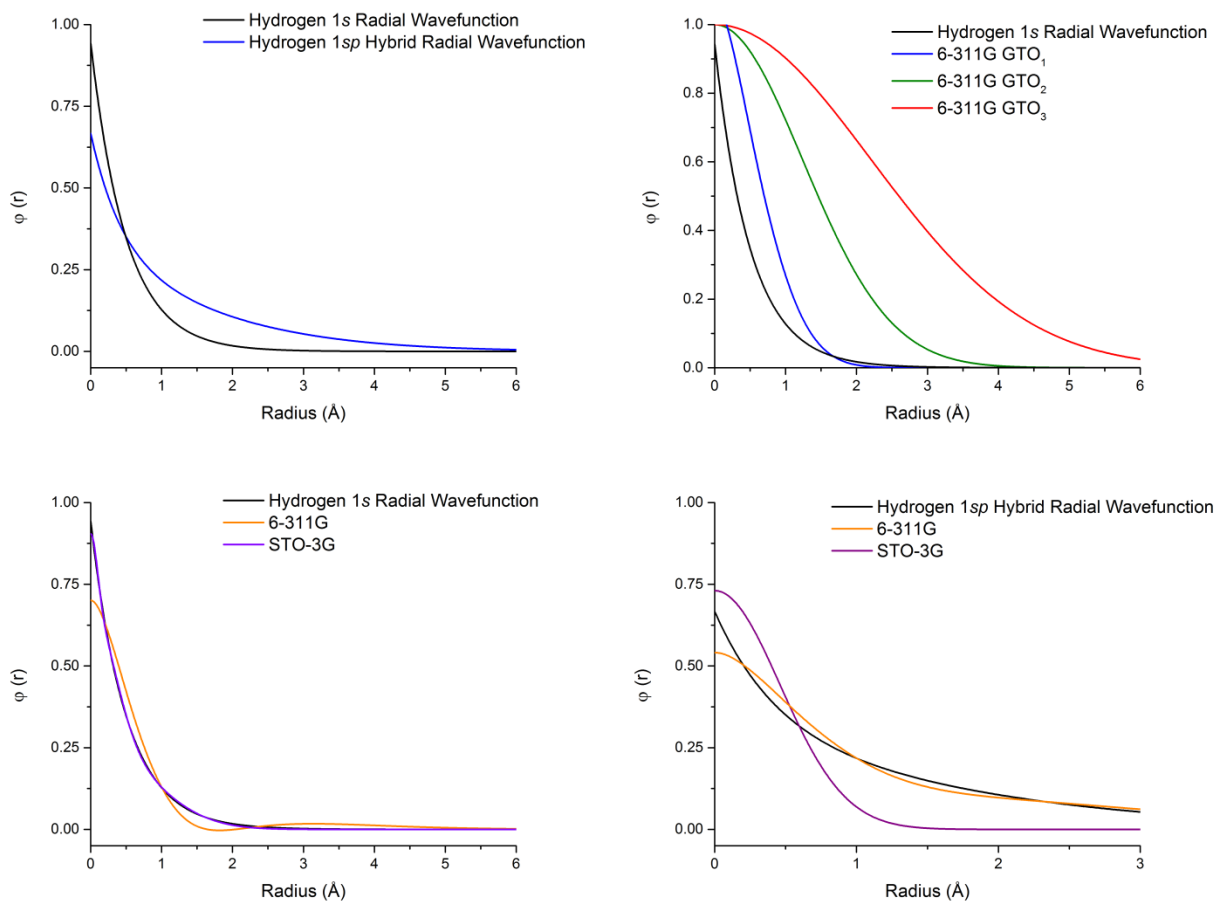 Hydrogen 1s Radial Wavefunction
Hydrogen 1sp Hybrid Radial Wavefunction
1.00
0.75
0.50
0.25
0.00
φ (r)
0 1 2 3 4 5 6
Radius (Å)
Hydrogen 1s Radial Wavefunction
6-311G GTO₁
6-311G GTO₂
6-311G GTO₃
1.0
0.8
0.6
0.4
0.2
0.0
φ (r)
0 1 2 3 4 5 6
Radius (Å)
Hydrogen 1s Radial Wavefunction
6-311G
STO-3G
1.00
0.75
0.50
0.25
0.00
φ (r)
0 1 2 3 4 5 6
Radius (Å)
Hydrogen 1sp Hybrid Radial Wavefunction
6-311G
STO-3G
1.00
0.75
0.50
0.25
0.00
φ (r)
0 1 2 3
Radius (Å)